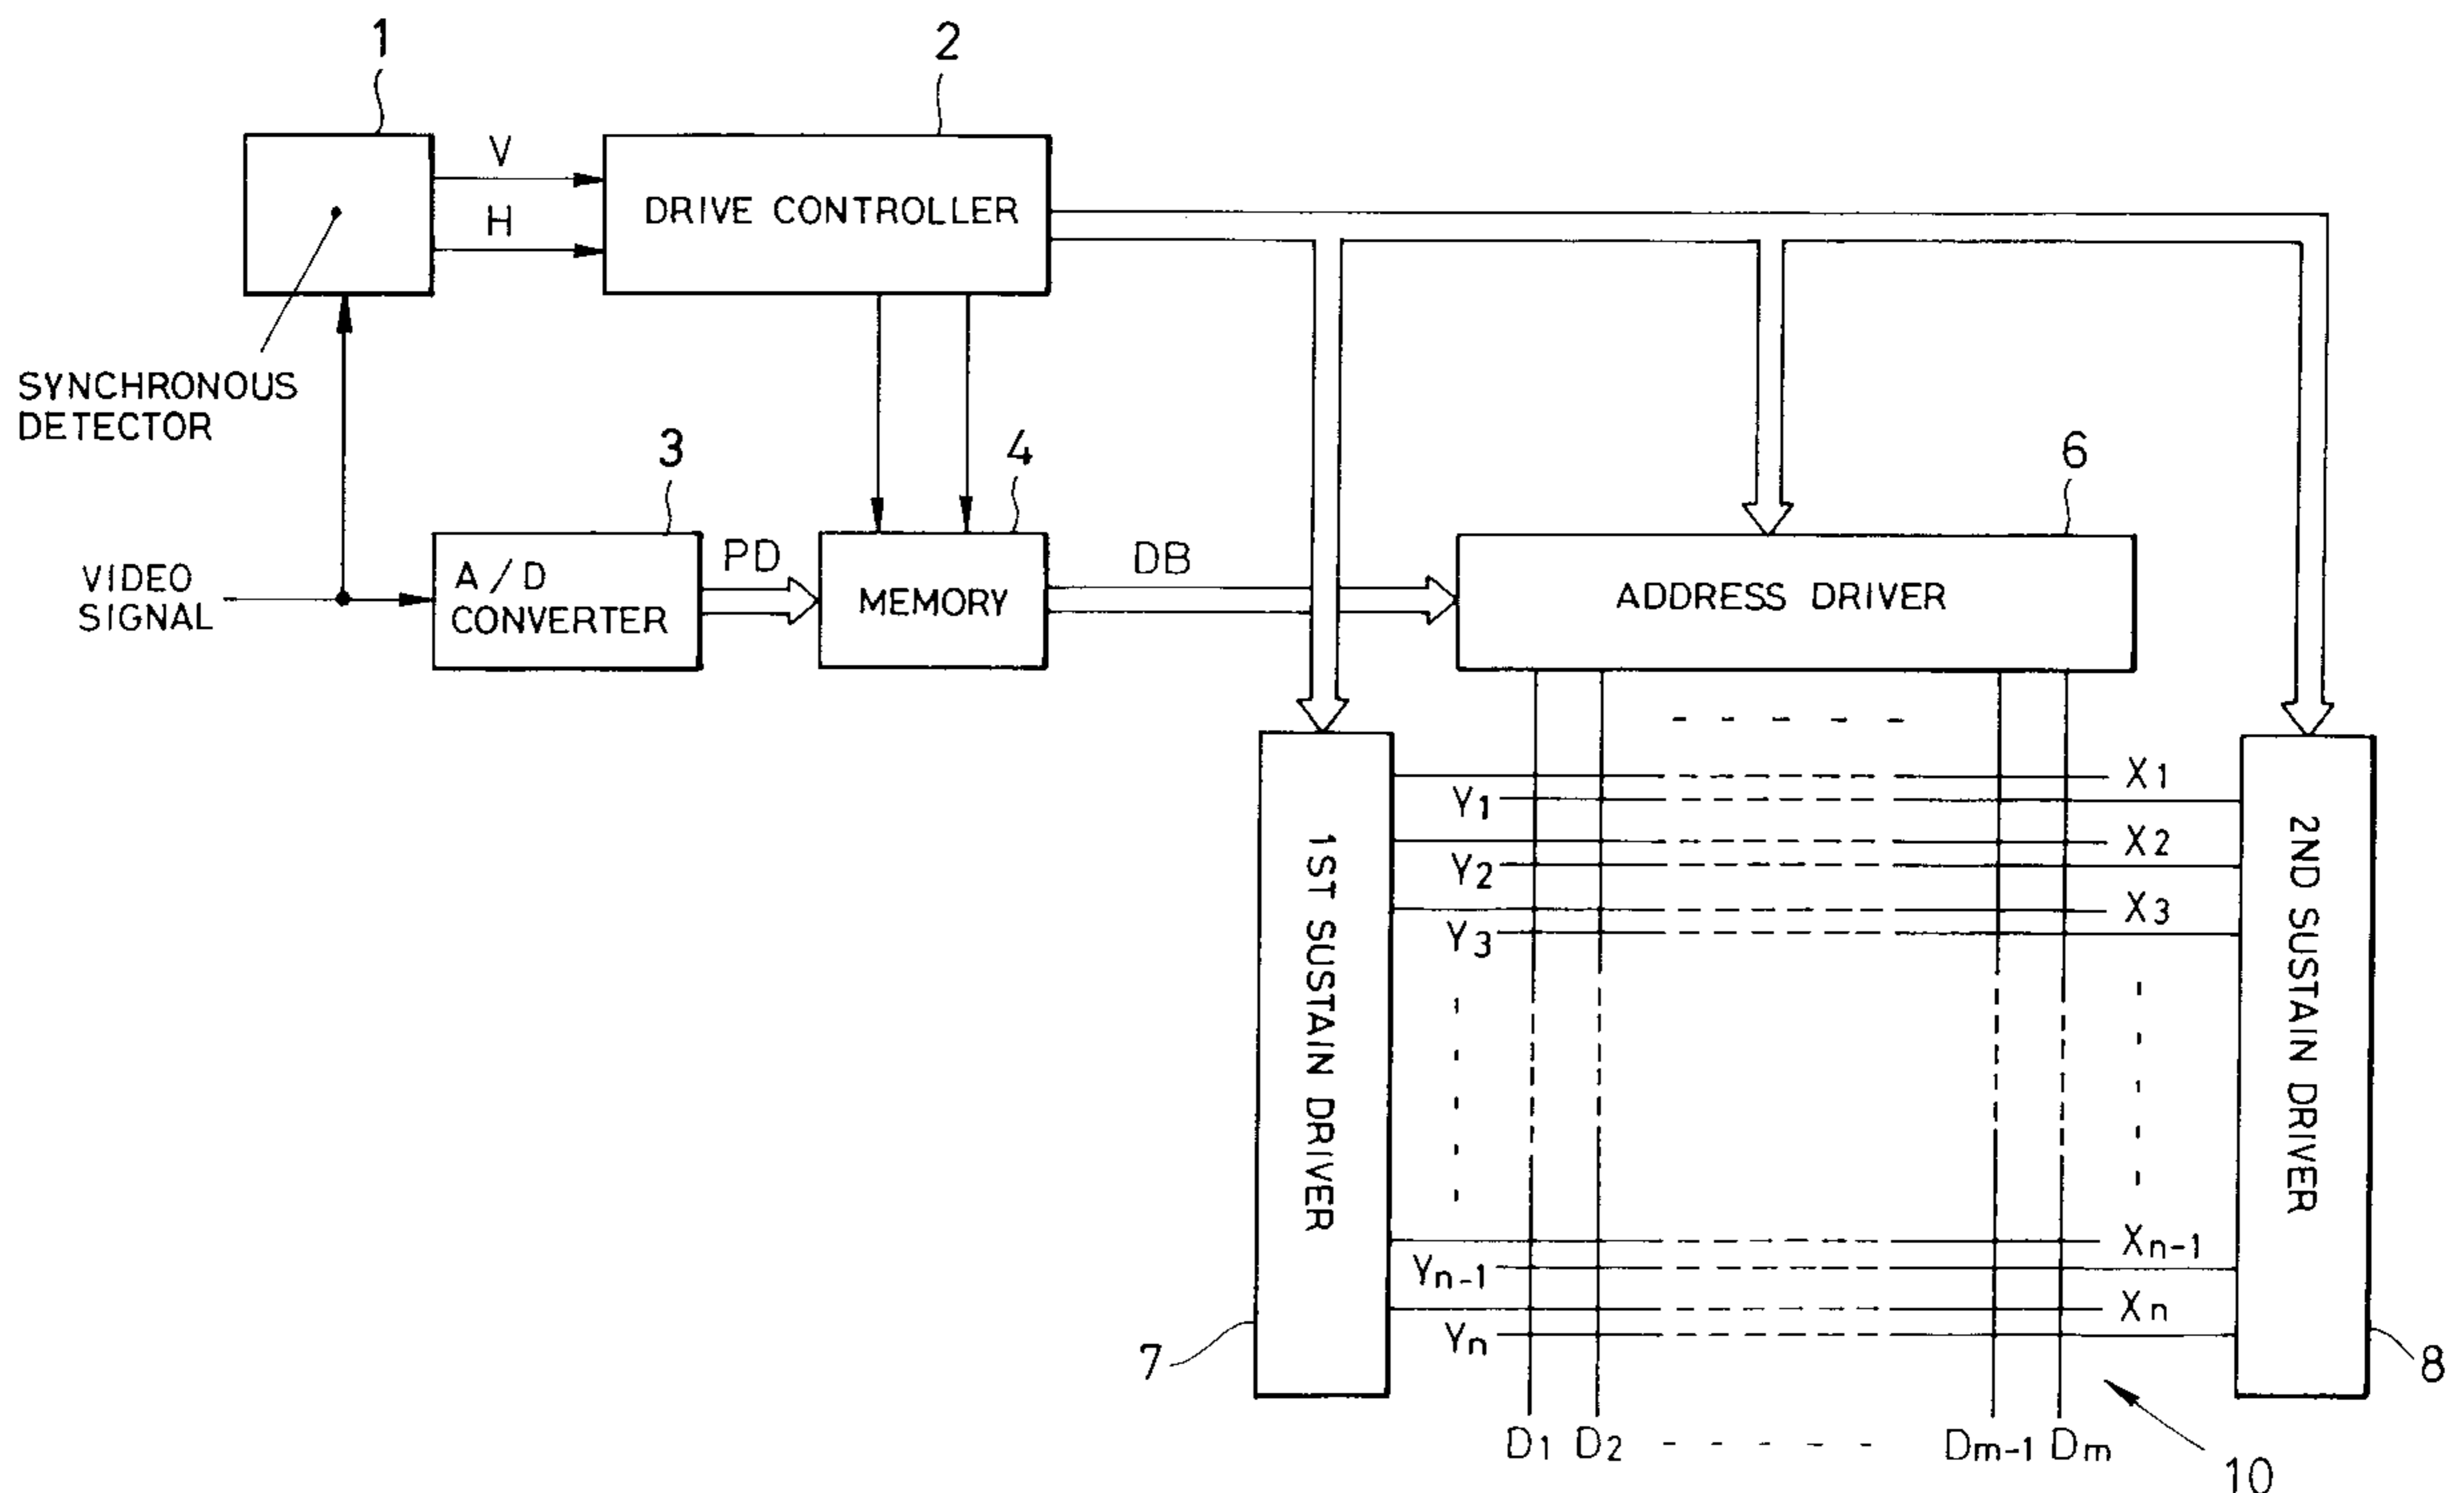 1
2
V
H
DRIVE CONTROLLER
SYNCHRONOUS
DETECTOR
3
4
6
VIDEO
SIGNAL
A/D
CONVERTER
PD
MEMORY
DB
ADDRESS DRIVER
X1
Y1
X2
Y2
X3
Y3
1ST SUSTAIN DRIVER
2ND SUSTAIN DRIVER
Xn-1
Yn-1
Xn
Yn
7
8
D1 D2 - - - - - Dm-1 Dm
10